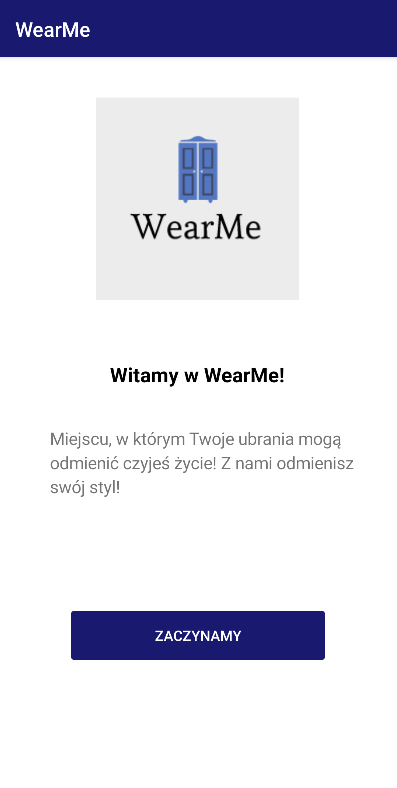 WearMe
WearMe
Witamy w WearMe!
Miejscu, w którym Twoje ubrania mogą
odmienić czyjeś życie! Z nami odmienisz
swój styl!
ZACZYNAMY